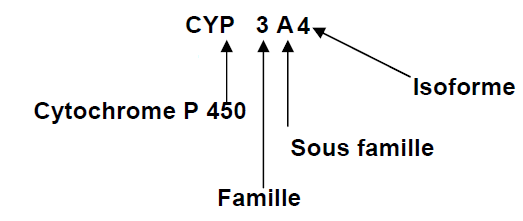 CYP 3 A 4
Isoforme
Cytochrome P 450
Sous famille
Famille